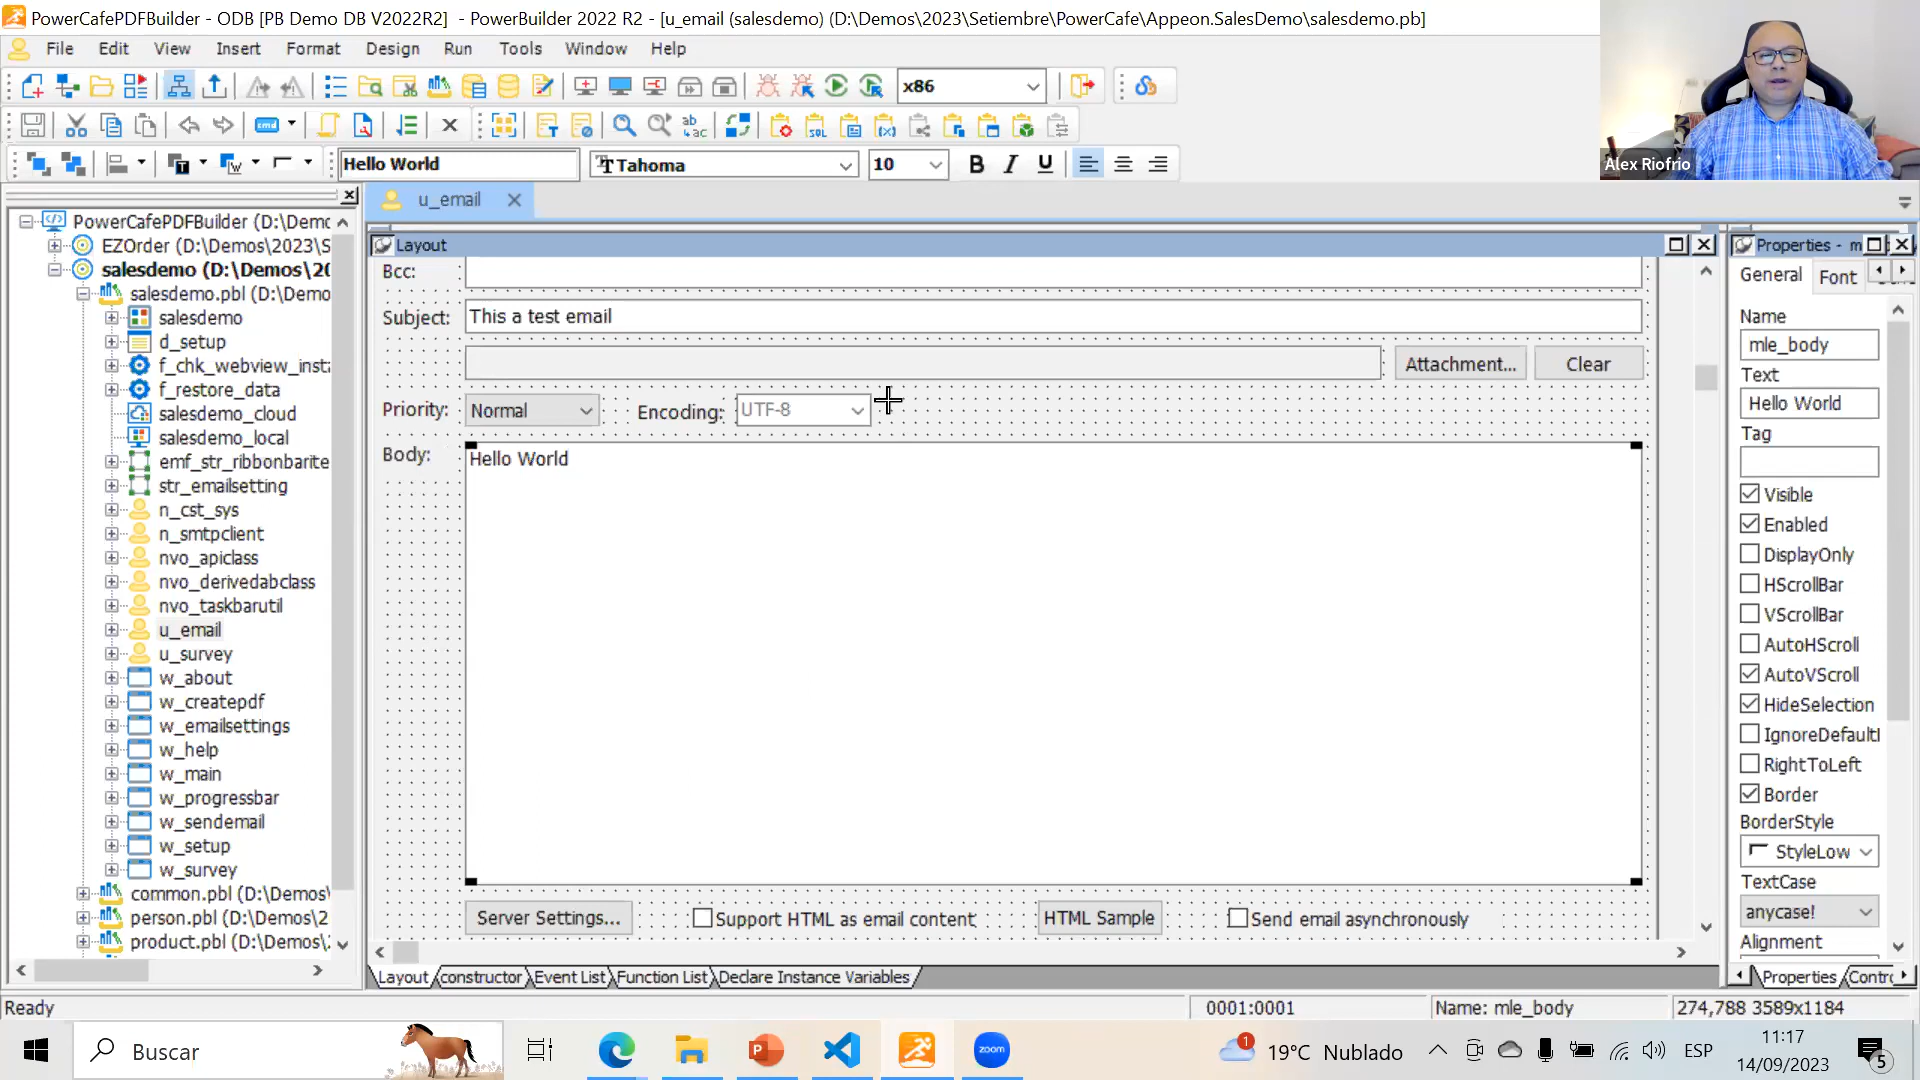 PowerCafePDFBuilder - ODB [PB Demo DB V2022R2] - PowerBuilder 2022 R2 - [u_email (salesdemo) (D:\Demos\2023\Setiembre\PowerCafe\Appeon.SalesDemo\salesdemo.pb]
File Edit View Insert Format Design Run Tools Window Help
x86
Hello World Tahoma 10 B I U
Alex Riofrio
u_email
PowerCafePDFBuilder (D:\Demo
EZOrder (D:\Demos\2023\S
salesdemo (D:\Demos\20
salesdemo.pbl (D:\Demo
salesdemo
d_setup
f_chk_webview_insta
f_restore_data
salesdemo_cloud
salesdemo_local
emf_str_ribbonbarite
str_emailsetting
n_cst_sys
n_smtpclient
nvo_apiclass
nvo_derivedabclass
nvo_taskbarutil
u_email
u_survey
w_about
w_createpdf
w_emailsettings
w_help
w_main
w_progressbar
w_sendemail
w_setup
w_survey
common.pbl (D:\Demos\
person.pbl (D:\Demos\2
product.pbl (D:\Demos\
Layout
Bcc:
Subject: This a test email
Attachment... Clear
Priority: Normal Encoding: UTF-8
Body: Hello World
Server Settings... Support HTML as email content HTML Sample Send email asynchronously
Layout constructor Event List Function List Declare Instance Variables
Properties - m
General Font
Name
mle_body
Text
Hello World
Tag
Visible
Enabled
DisplayOnly
HScrollBar
VScrollBar
AutoHScroll
AutoVScroll
HideSelection
IgnoreDefault
RightToLeft
Border
BorderStyle
StyleLow
TextCase
anycase!
Alignment
Properties Contro
Ready 0001:0001 Name: mle_body 274,788 3589x1184
Buscar zoom 1 19°C Nublado ESP 11:17
14/09/2023 5